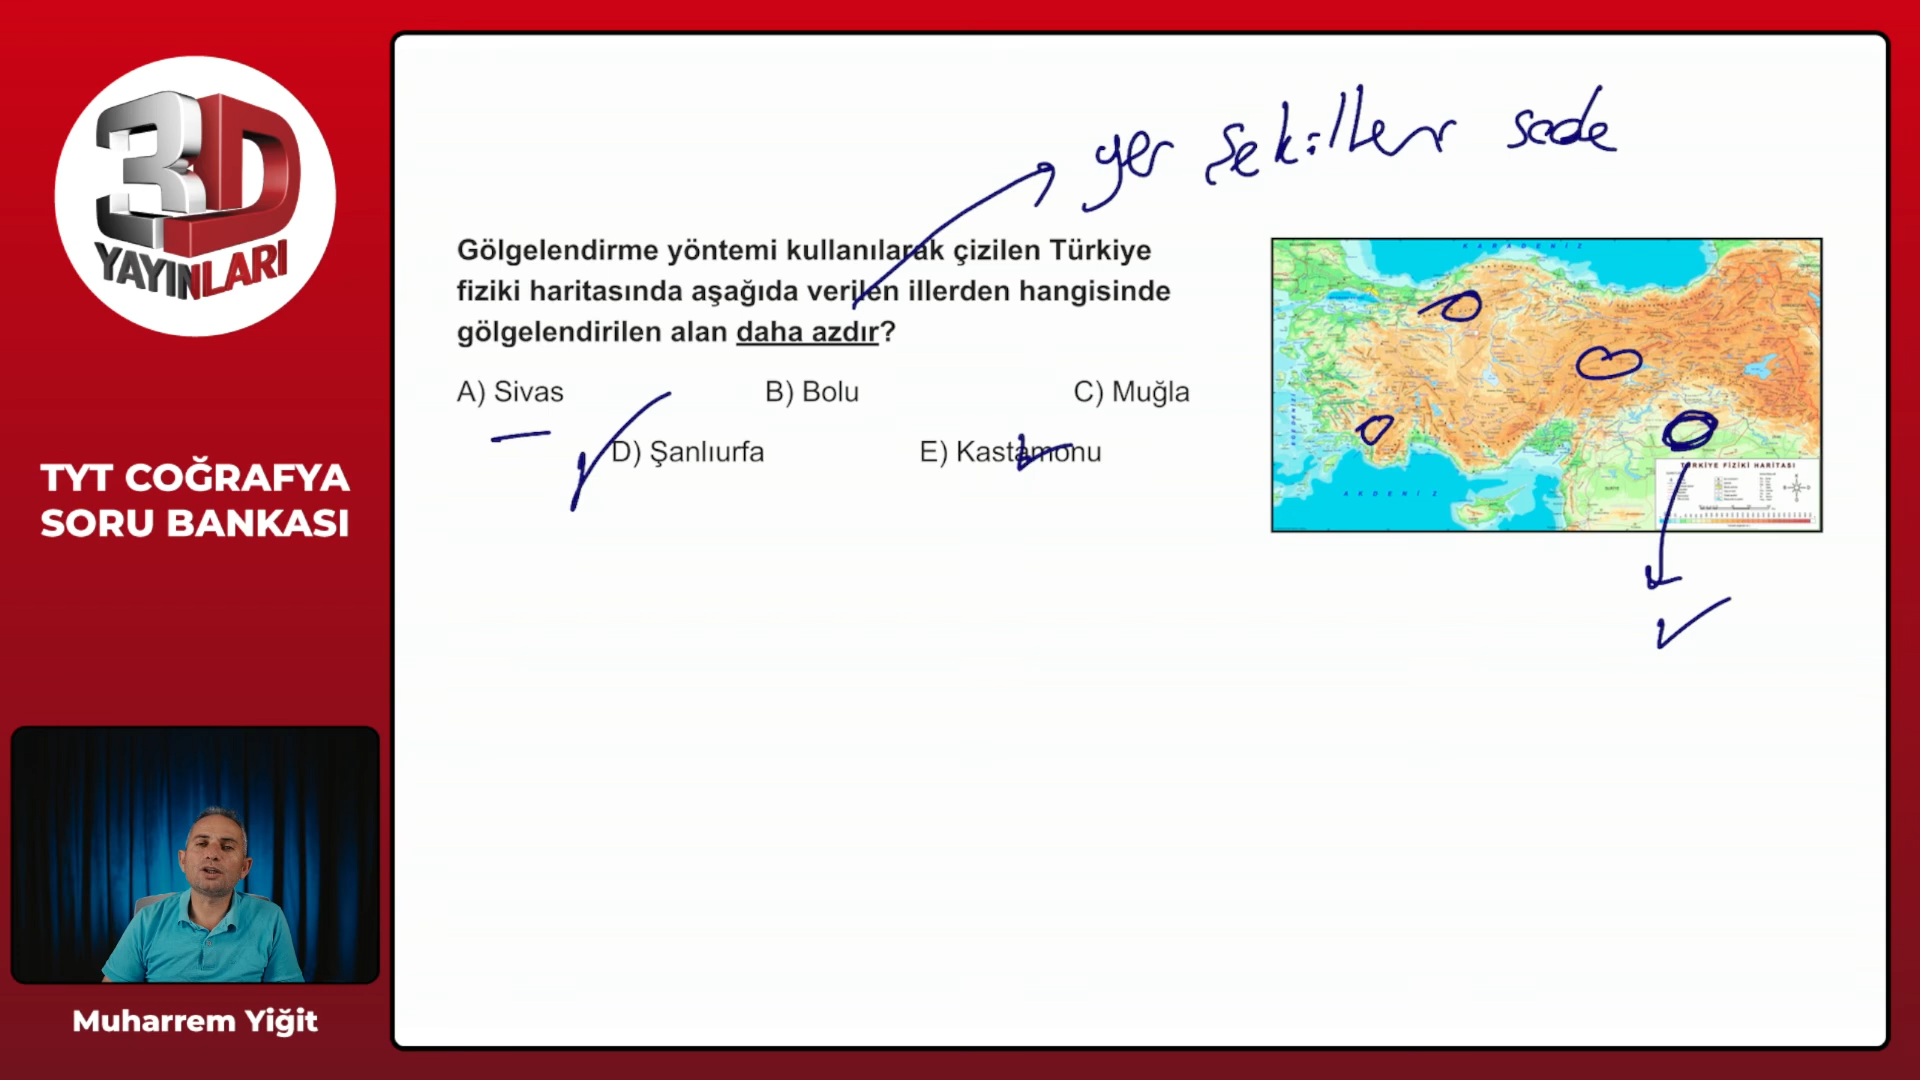 3D
YAYINLARI
TYT COĞRAFYA
SORU BANKASI
Muharrem Yiğit
yer şekiller sade
Gölgelendirme yöntemi kullanılarak çizilen Türkiye
fiziki haritasında aşağıda verilen illerden hangisinde
gölgelendirilen alan daha azdır?
A) Sivas B) Bolu C) Muğla
D) Şanlıurfa E) Kastamonu
KARADENİZ
AKDENİZ
TÜRKİYE FİZİKİ HARİTASI